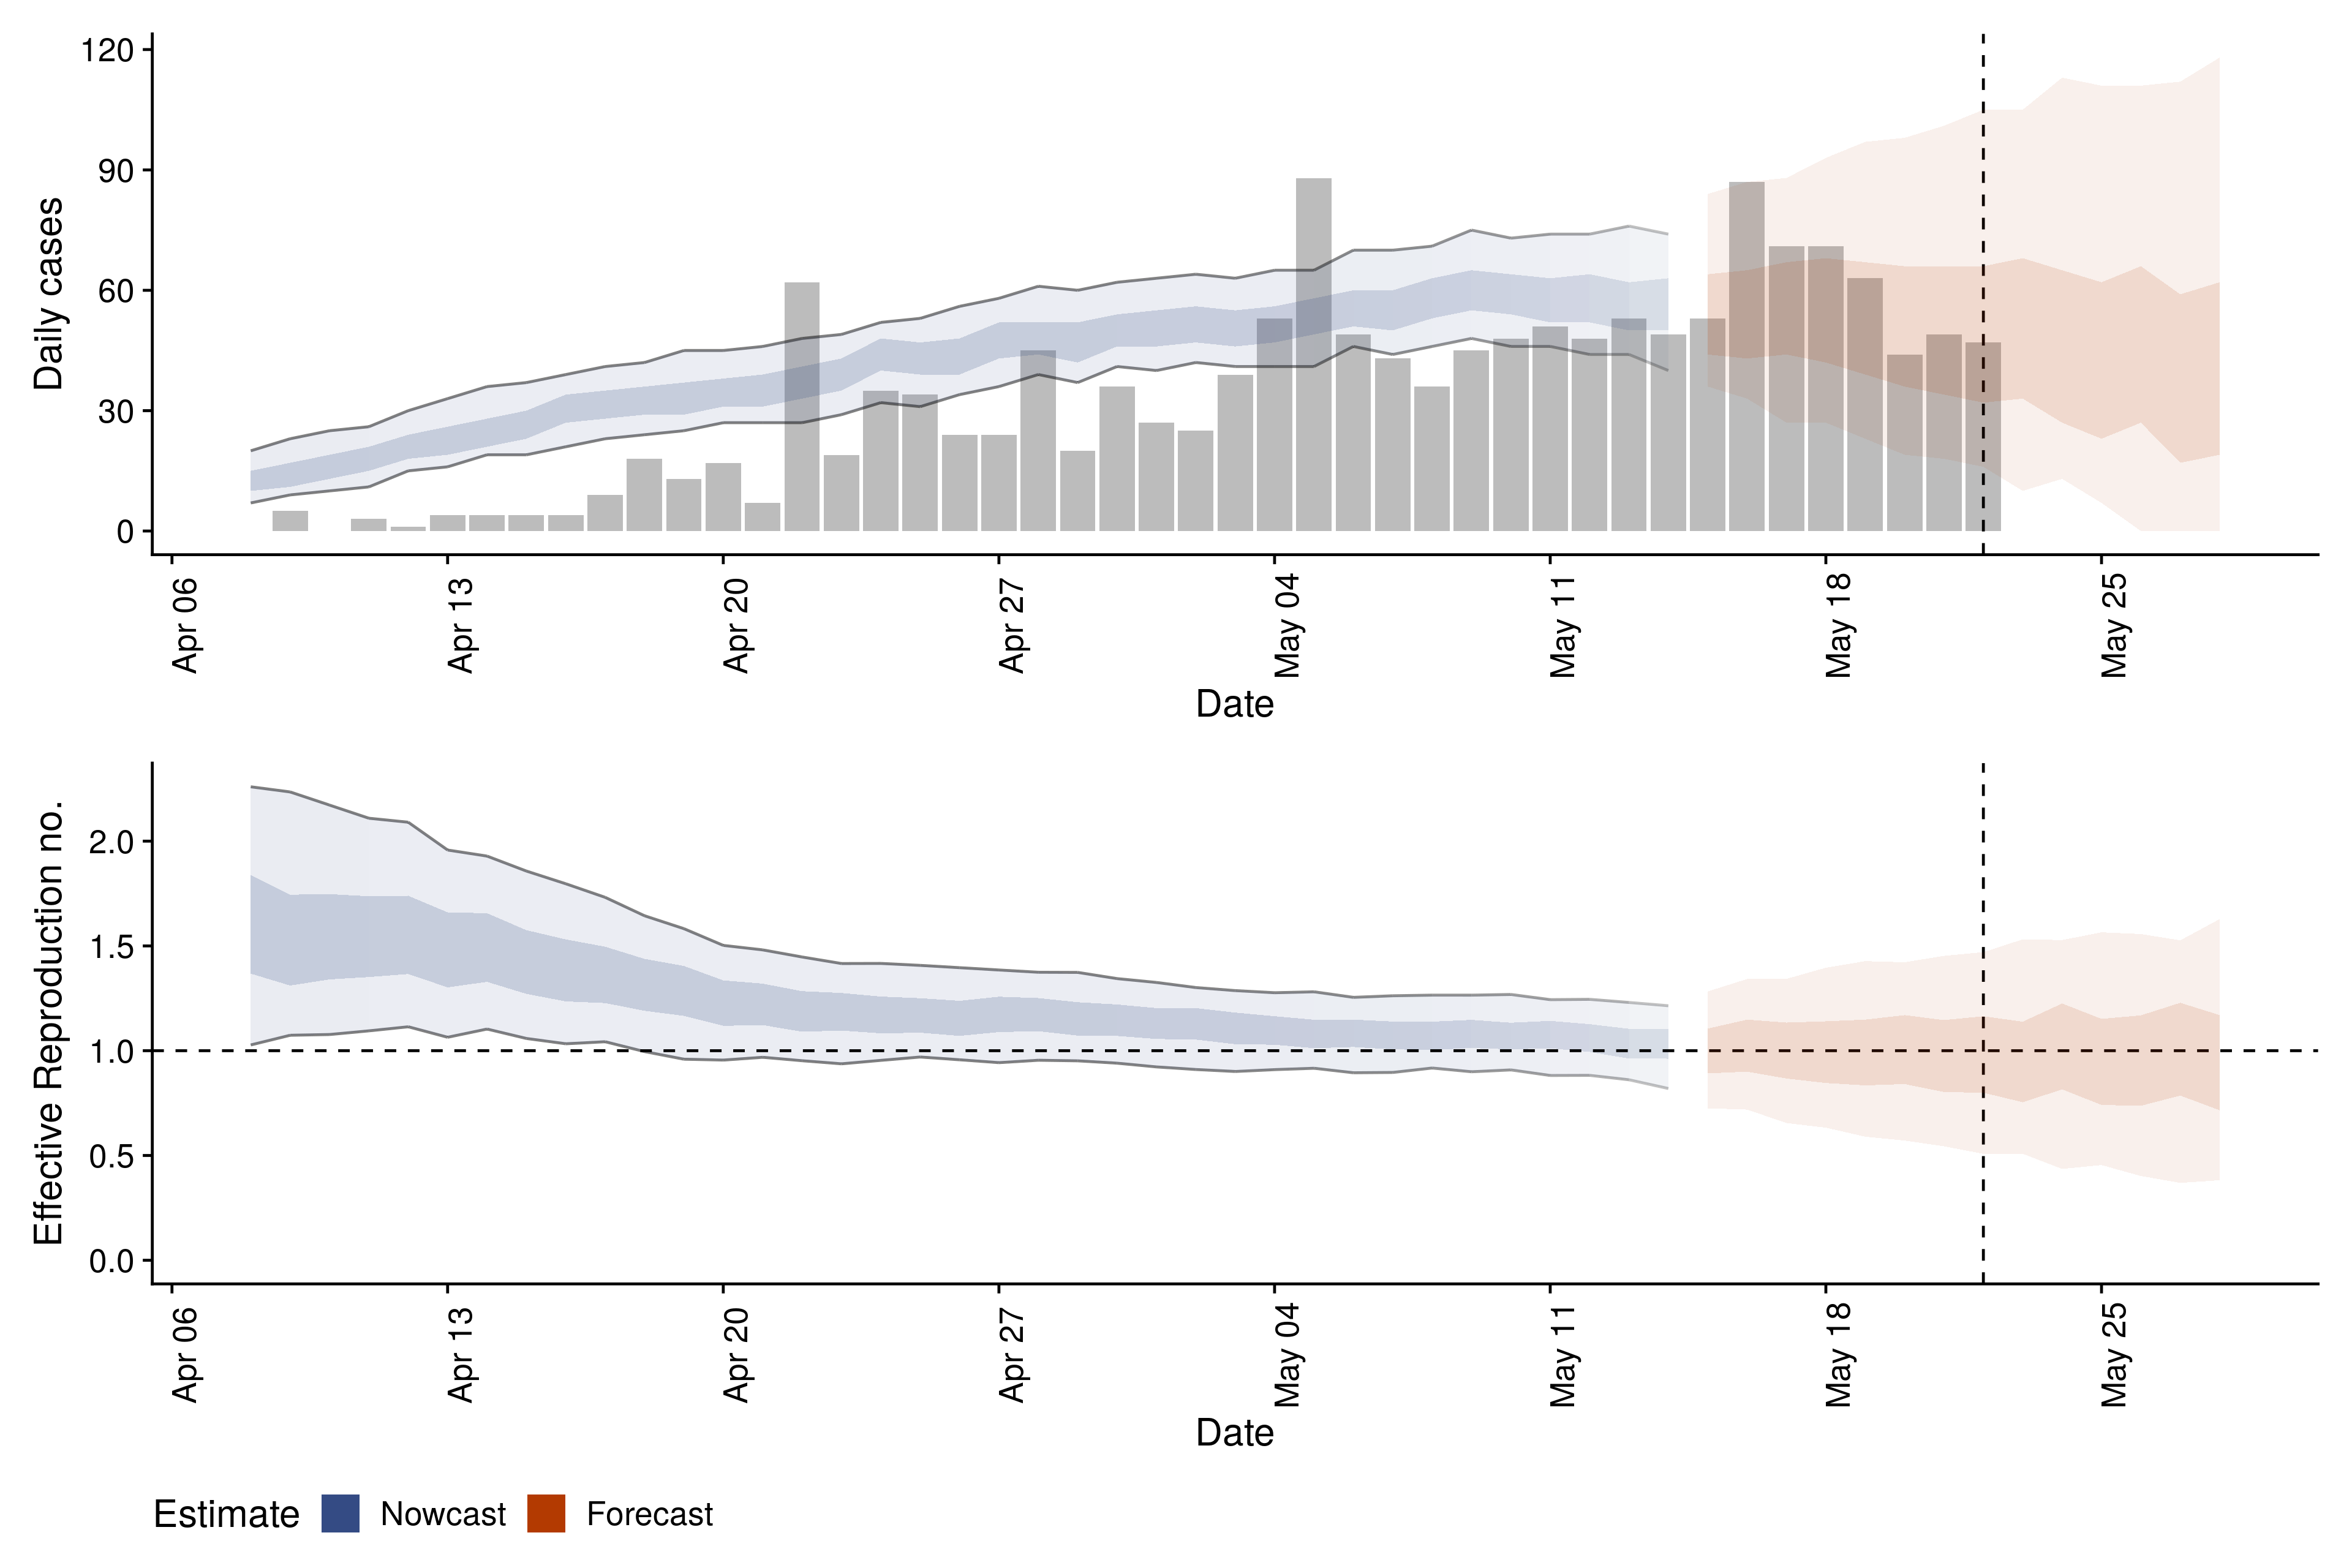 120
90
60
30
0
Daily cases
Apr 06
Apr 13
Apr 20
Apr 27
May 04
May 11
May 18
May 25
Date
2.0
1.5
1.0
0.5
0.0
Effective Reproduction no.
Apr 06
Apr 13
Apr 20
Apr 27
May 04
May 11
May 18
May 25
Date
Estimate Nowcast Forecast